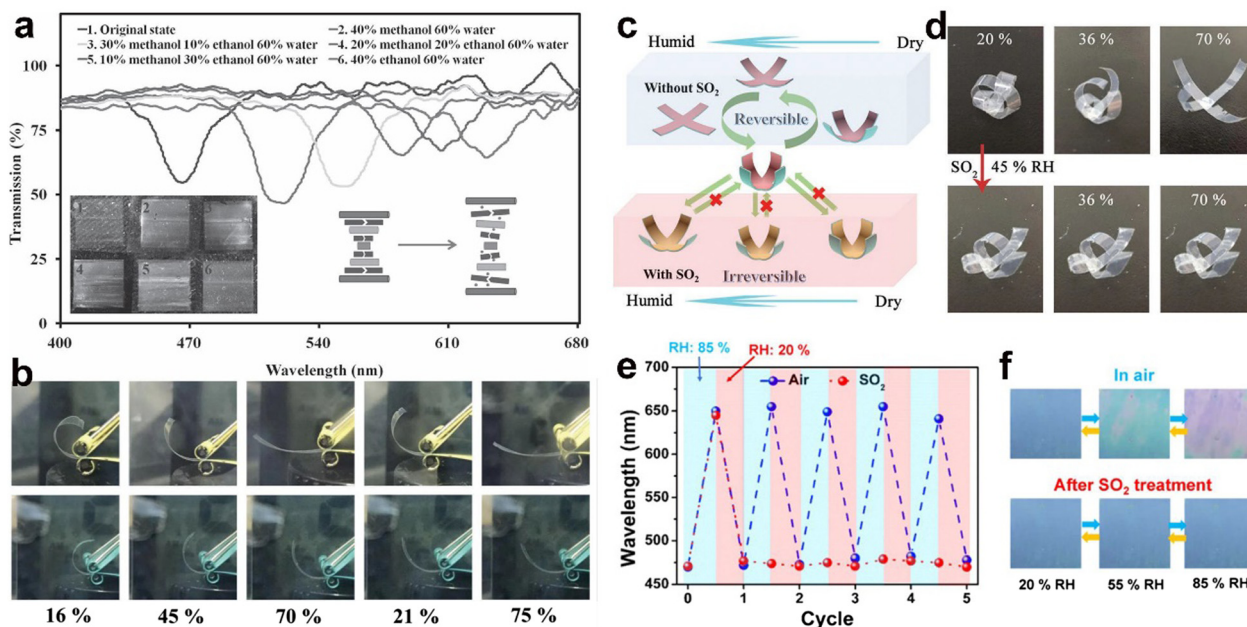 a
1. Original state
2. 40% methanol 60% water
3. 30% methanol 10% ethanol 60% water
4. 20% methanol 20% ethanol 60% water
5. 10% methanol 30% ethanol 60% water
6. 40% ethanol 60% water
Transmission (%)
100
75
50
25
0
1
2
3
4
5
6
400
470
540
610
680
Wavelength (nm)
b
16 %
45 %
70 %
21 %
75 %
c
Humid
Dry
Without SO₂
Reversible
With SO₂
Irreversible
Humid
Dry
d
20 %
36 %
70 %
SO₂
45 % RH
36 %
70 %
e
RH: 85 %
RH: 20 %
Air
SO₂
Wavelength (nm)
700
650
600
550
500
450
0
1
2
3
4
5
Cycle
f
In air
After SO₂ treatment
20 % RH
55 % RH
85% RH